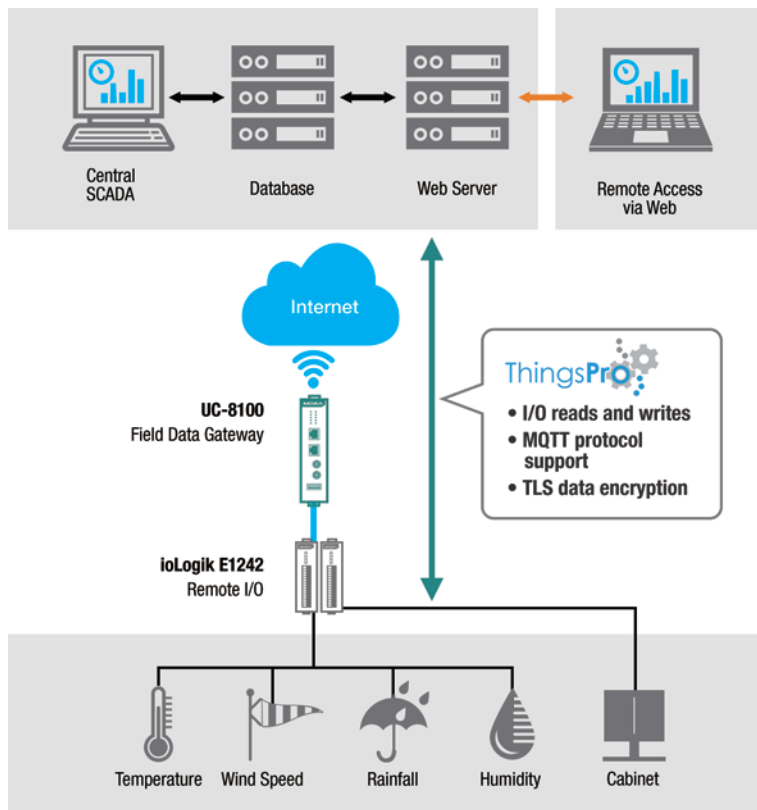 Central
SCADA
Database
Web Server
Remote Access
via Web
Internet
UC-8100
Field Data Gateway
ThingsPro
• I/O reads and writes
• MQTT protocol
support
• TLS data encryption
ioLogik E1242
Remote I/O
Temperature
Wind Speed
Rainfall
Humidity
Cabinet